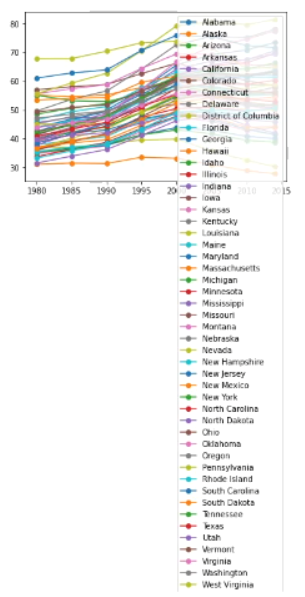 80
70
60
50
40
30
1980
1985
1990
1995
2010
2015
Alabama
Alaska
Arizona
Arkansas
California
Colorado
Connecticut
Delaware
District of Columbia
Florida
Georgia
Hawaii
Idaho
Illinois
Indiana
Iowa
Kansas
Kentucky
Louisiana
Maine
Maryland
Massachusetts
Michigan
Minnesota
Mississippi
Missouri
Montana
Nebraska
Nevada
New Hampshire
New Jersey
New Mexico
New York
North Carolina
North Dakota
Ohio
Oklahoma
Oregon
Pennsylvania
Rhode Island
South Carolina
South Dakota
Tennessee
Texas
Utah
Vermont
Virginia
Washington
West Virginia